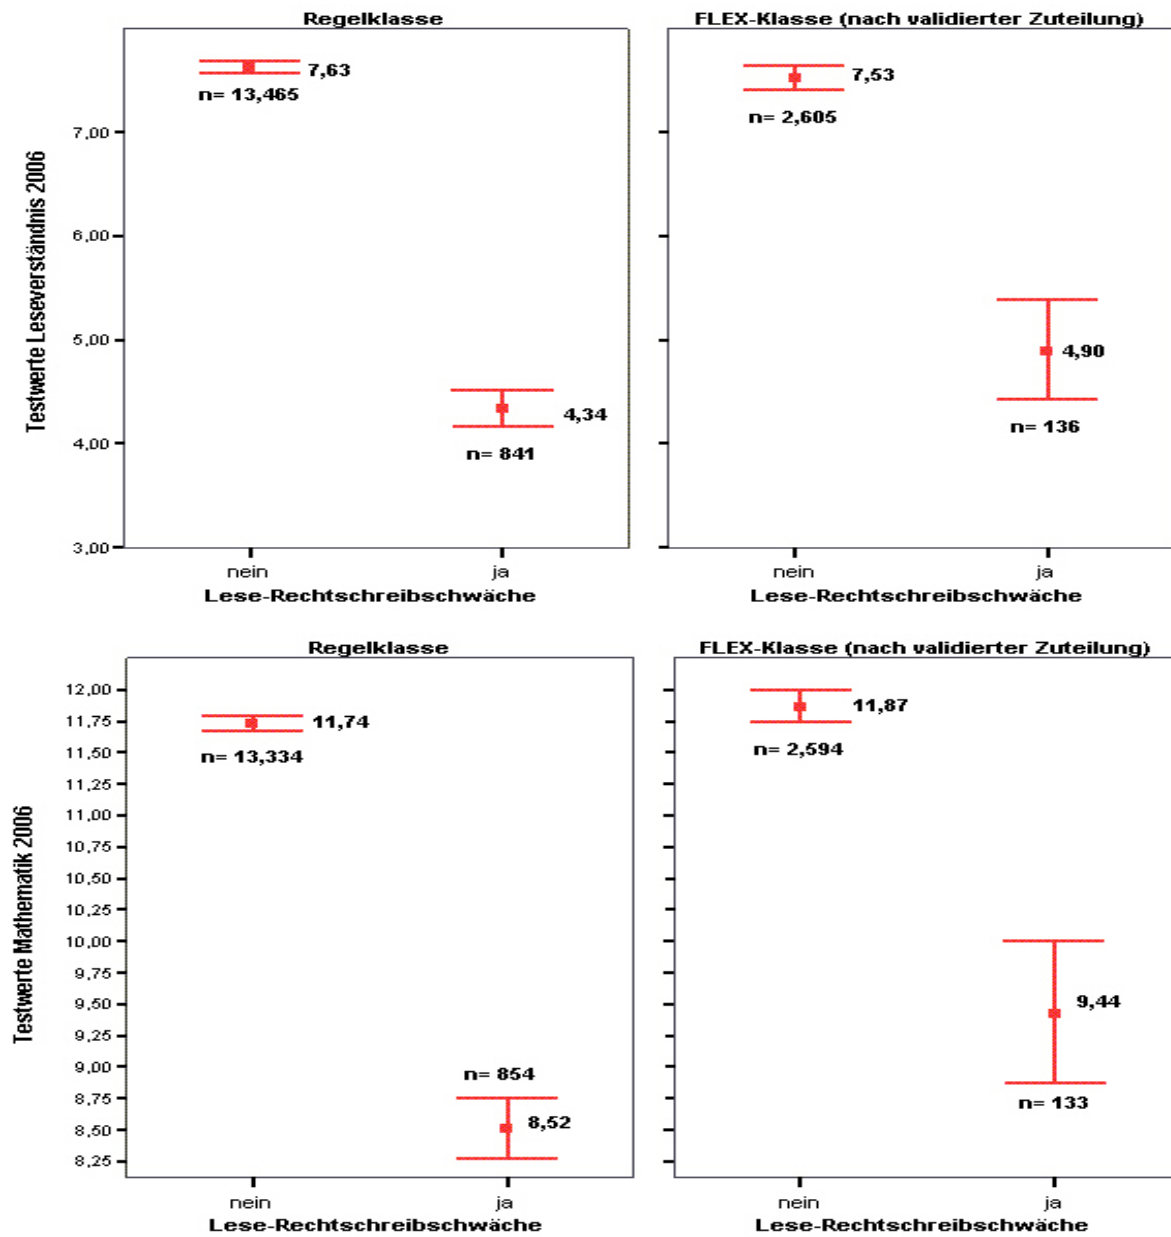 Regelklasse
FLEX-Klasse (nach validierter Zuteilung)
Testwerte Leseverständnis 2006
7,00
6,00
5,00
4,00
3,00
7,63
n= 13,465
4,34
n= 841
7,53
n= 2,605
4,90
n= 136
nein
ja
nein
ja
Lese-Rechtschreibschwäche
Lese-Rechtschreibschwäche
Regelklasse
FLEX-Klasse (nach validierter Zuteilung)
Testwerte Mathematik 2006
12,00
11,75
11,50
11,25
11,00
10,75
10,50
10,25
10,00
9,75
9,50
9,25
9,00
8,75
8,50
8,25
11,74
n= 13,334
n= 854
8,52
11,87
n= 2,594
9,44
n= 133
nein
ja
nein
ja
Lese-Rechtschreibschwäche
Lese-Rechtschreibschwäche